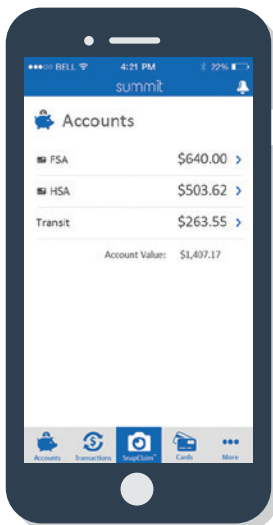 BELL 4:21 PM 22%
summit
Accounts
FSA $640.00 >
HSA $503.62 >
Transit $263.55 >
Account Value: $1,407.17
Accounts Transactions SnapClaim™ Cards More